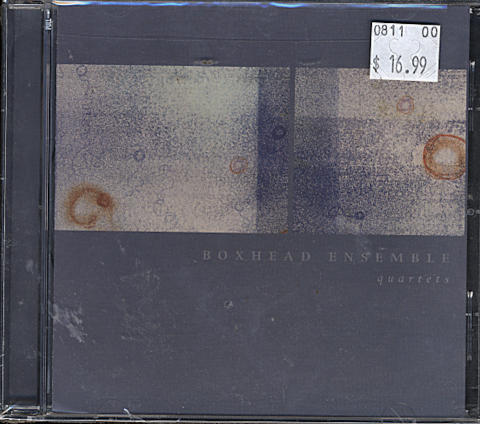 0811 00
$ 16.99
BOXHEAD ENSEMBLE
quartets